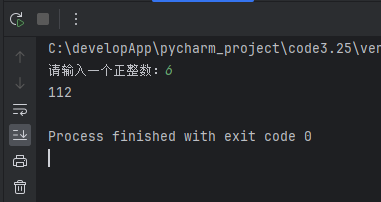 C:\developApp\pycharm_project\code3.25\ver
请输入一个正整数：6
112
Process finished with exit code 0